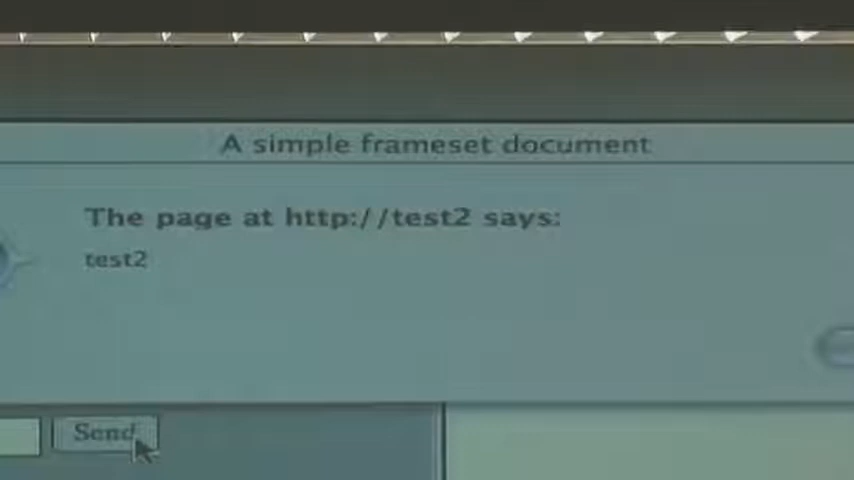 A simple frameset document
The page at http://test2 says:
test2
Send